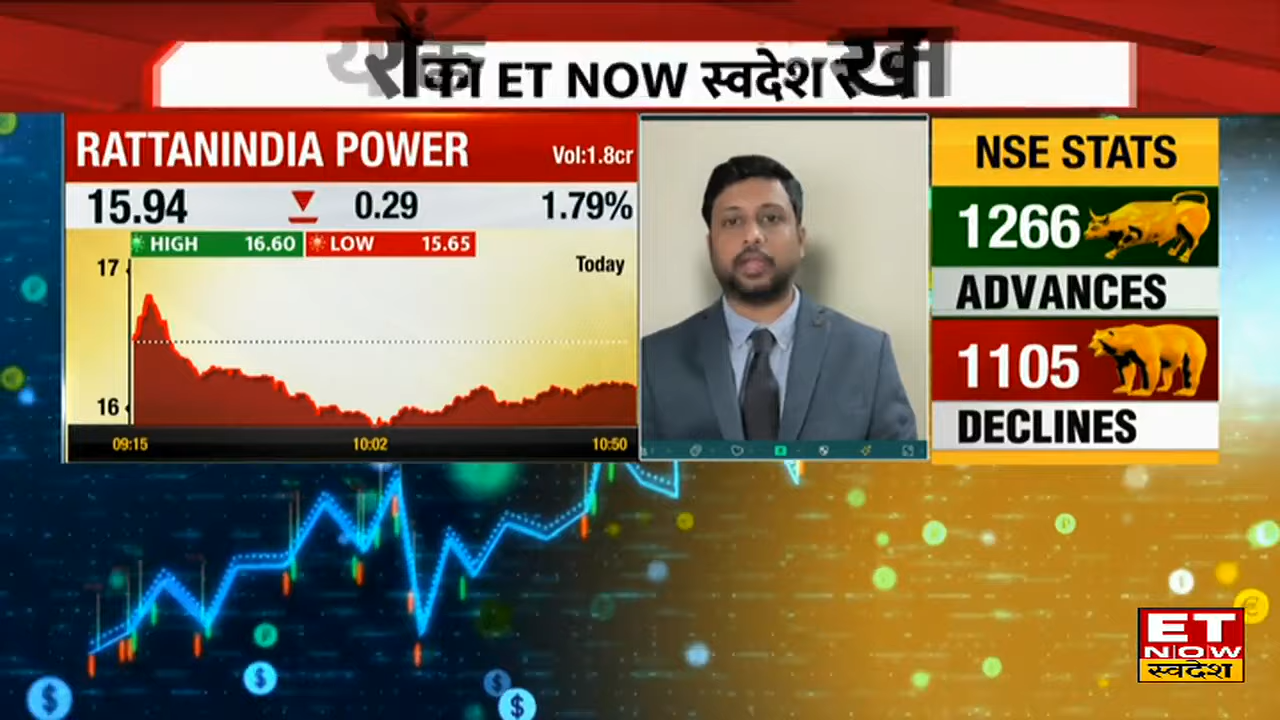 का ET NOW स्वदेश
RATTANINDIA POWER
Vol:1.8cr
15.94
0.29
1.79%
HIGH 16.60
LOW 15.65
Today
17
16
09:15
10:02
10:50
NSE STATS
1266
ADVANCES
1105
DECLINES
ET
NOW
स्वदेश